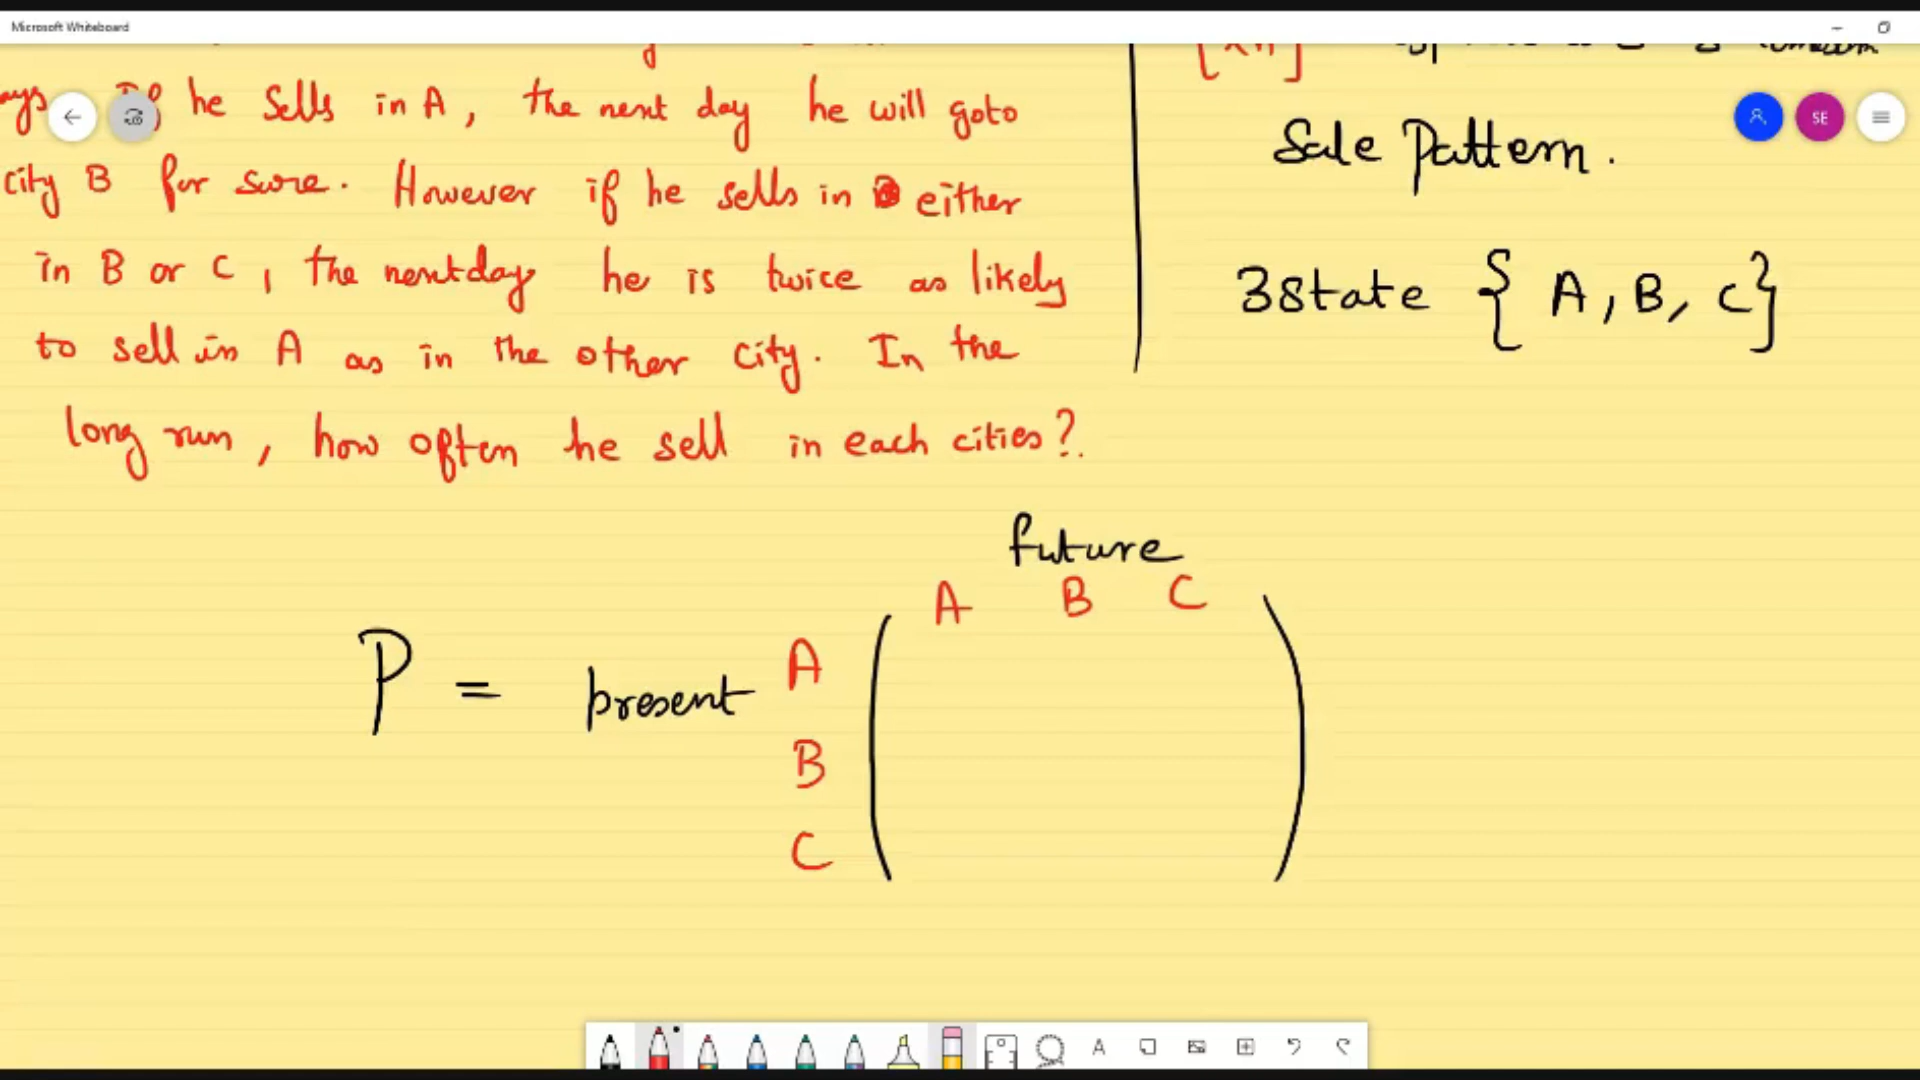 Microsoft Whiteboard
he sells in A, the next day he will goto
city B for sure. However if he sells in either
in B or C, the nextday he is twice as likely
to sell in A as in the other city. In the
long run, how often he sell in each cities?
Sale Pattern.
SE
3state { A, B, C}
future
A B C
P = present A
B
C
A